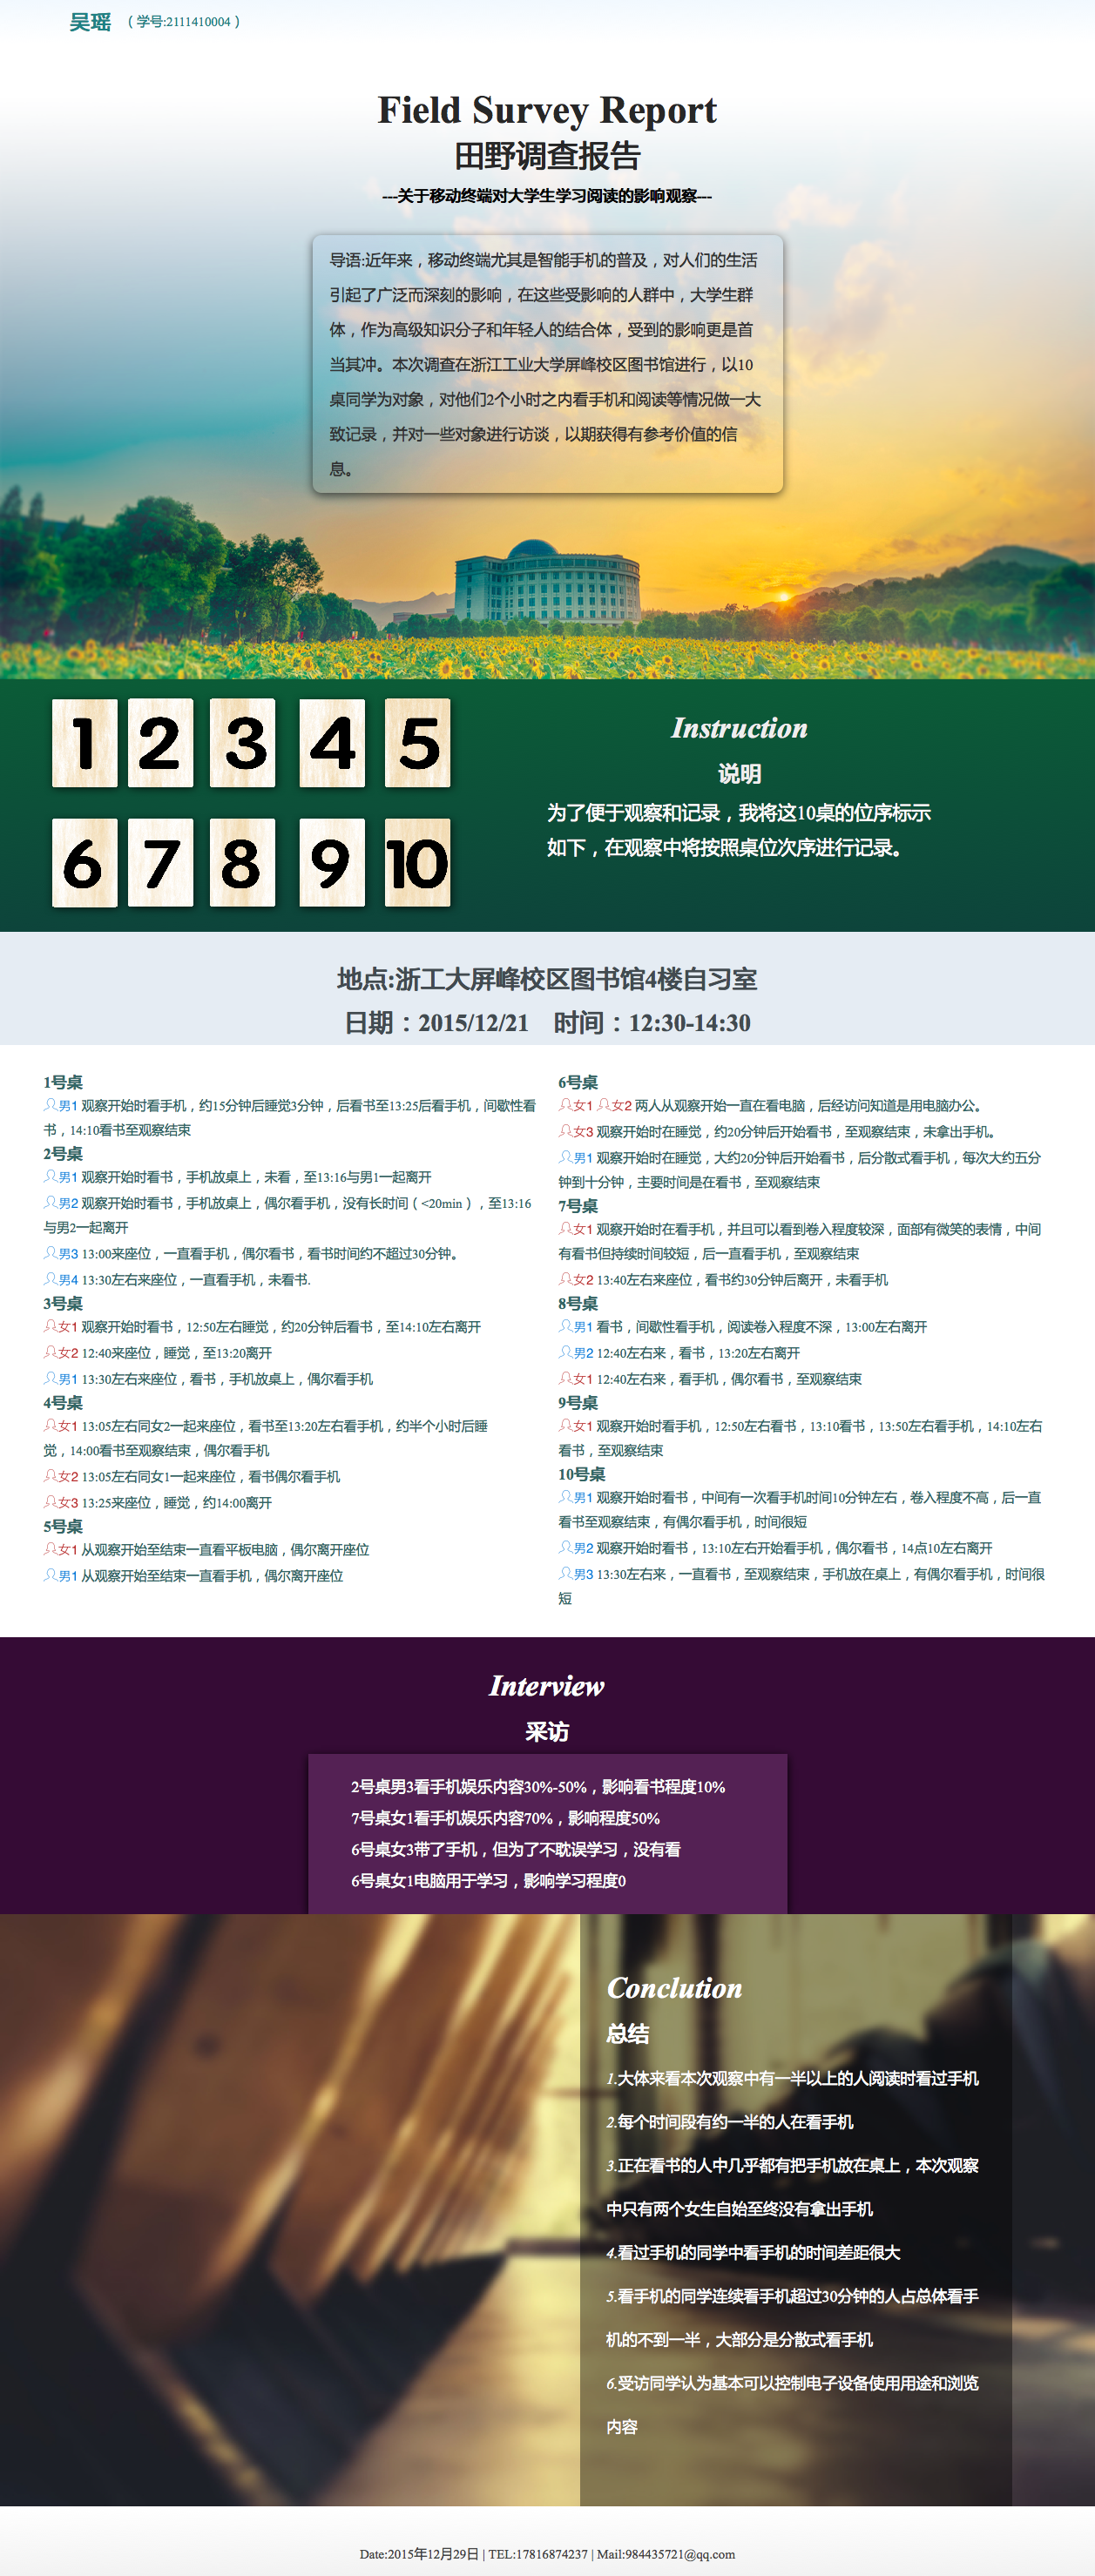 吴瑶 （学号:2111410004）
Field Survey Report
田野调查报告
---关于移动终端对大学生学习阅读的影响观察---
导语:近年来，移动终端尤其是智能手机的普及，对人们的生活
引起了广泛而深刻的影响，在这些受影响的人群中，大学生群
体，作为高级知识分子和年轻人的结合体，受到的影响更是首
当其冲。本次调查在浙江工业大学屏峰校区图书馆进行，以10
桌同学为对象，对他们2个小时之内看手机和阅读等情况做一大
致记录，并对一些对象进行访谈，以期获得有参考价值的信
息。
1 2 3 4 5
6 7 8 9 10
Instruction
说明
为了便于观察和记录，我将这10桌的位序标示
如下，在观察中将按照桌位次序进行记录。
地点:浙工大屏峰校区图书馆4楼自习室
日期：2015/12/21 时间：12:30-14:30
1号桌
男1 观察开始时看手机，约15分钟后睡觉3分钟，后看书至13:25后看手机，间歇性看
书，14:10看书至观察结束
2号桌
男1 观察开始时看书，手机放桌上，未看，至13:16与男1一起离开
男2 观察开始时看书，手机放桌上，偶尔看手机，没有长时间（<20min），至13:16
与男2一起离开
男3 13:00来座位，一直看手机，偶尔看书，看书时间约不超过30分钟。
男4 13:30左右来座位，一直看手机，未看书.
3号桌
女1 观察开始时看书，12:50左右睡觉，约20分钟后看书，至14:10左右离开
女2 12:40来座位，睡觉，至13:20离开
男1 13:30左右来座位，看书，手机放桌上，偶尔看手机
4号桌
女1 13:05左右同女2一起来座位，看书至13:20左右看手机，约半个小时后睡
觉，14:00看书至观察结束，偶尔看手机
女2 13:05左右同女1一起来座位，看书偶尔看手机
女3 13:25来座位，睡觉，约14:00离开
5号桌
女1 从观察开始至结束一直看平板电脑，偶尔离开座位
男1 从观察开始至结束一直看手机，偶尔离开座位
6号桌
女1 女2 两人从观察开始一直在看电脑，后经访问知道是用电脑办公。
女3 观察开始时在睡觉，约20分钟后开始看书，至观察结束，未拿出手机。
男1 观察开始时在睡觉，大约20分钟后开始看书，后分散式看手机，每次大约五分
钟到十分钟，主要时间是在看书，至观察结束
7号桌
女1 观察开始时在看手机，并且可以看到卷入程度较深，面部有微笑的表情，中间
有看书但持续时间较短，后一直看手机，至观察结束
女2 13:40左右来座位，看书约30分钟后离开，未看手机
8号桌
男1 看书，间歇性看手机，阅读卷入程度不深，13:00左右离开
男2 12:40左右来，看书，13:20左右离开
女1 12:40左右来，看手机，偶尔看书，至观察结束
9号桌
女1 观察开始时看手机，12:50左右看书，13:10看书，13:50左右看手机，14:10左右
看书，至观察结束
10号桌
男1 观察开始时看书，中间有一次看手机时间10分钟左右，卷入程度不高，后一直
看书至观察结束，有偶尔看手机，时间很短
男2 观察开始时看书，13:10左右开始看手机，偶尔看书，14点10左右离开
男3 13:30左右来，一直看书，至观察结束，手机放在桌上，有偶尔看手机，时间很
短
Interview
采访
2号桌男3看手机娱乐内容30%-50%，影响看书程度10%
7号桌女1看手机娱乐内容70%，影响程度50%
6号桌女3带了手机，但为了不耽误学习，没有看
6号桌女1电脑用于学习，影响学习程度0
Conclution
总结
1.大体来看本次观察中有一半以上的人阅读时看过手机
2.每个时间段有约一半的人在看手机
3.正在看书的人中几乎都有把手机放在桌上，本次观察
中只有两个女生自始至终没有拿出手机
4.看过手机的同学中看手机的时间差距很大
5.看手机的同学连续看手机超过30分钟的人占总体看手
机的不到一半，大部分是分散式看手机
6.受访同学认为基本可以控制电子设备使用用途和浏览
内容
Date:2015年12月29日 | TEL:17816874237 | Mail:984435721@qq.com